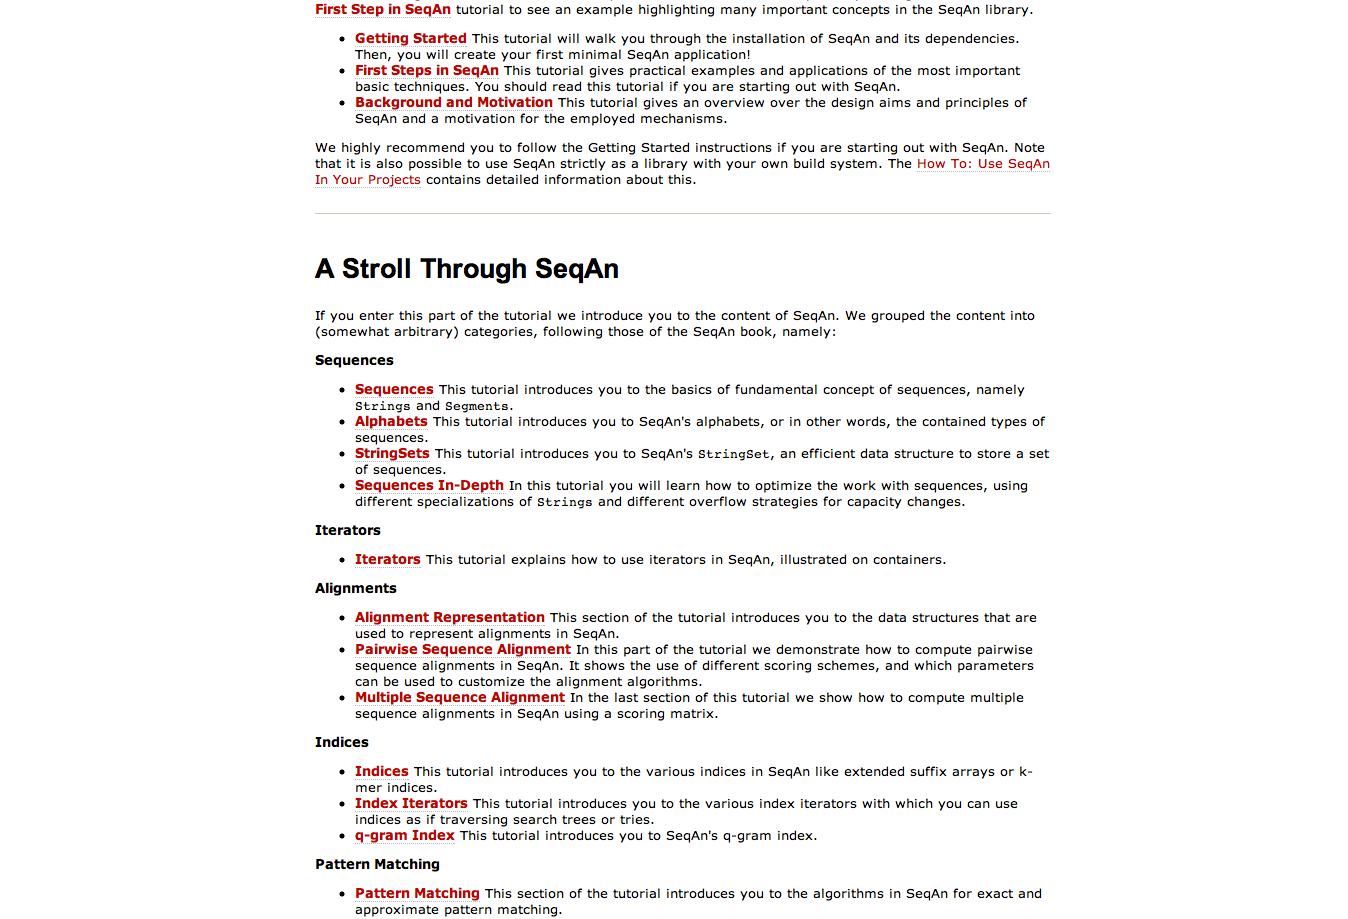 First Step in SeqAn tutorial to see an example highlighting many important concepts in the SeqAn library.
Getting Started This tutorial will walk you through the installation of SeqAn and its dependencies.
Then, you will create your first minimal SeqAn application!
First Steps in SeqAn This tutorial gives practical examples and applications of the most important
basic techniques. You should read this tutorial if you are starting out with SeqAn.
Background and Motivation This tutorial gives an overview over the design aims and principles of
SeqAn and a motivation for the employed mechanisms.
We highly recommend you to follow the Getting Started instructions if you are starting out with SeqAn. Note
that it is also possible to use SeqAn strictly as a library with your own build system. The How To: Use SeqAn
In Your Projects contains detailed information about this.
A Stroll Through SeqAn
If you enter this part of the tutorial we introduce you to the content of SeqAn. We grouped the content into
(somewhat arbitrary) categories, following those of the SeqAn book, namely:
Sequences
Sequences This tutorial introduces you to the basics of fundamental concept of sequences, namely
Strings and Segments.
Alphabets This tutorial introduces you to SeqAn's alphabets, or in other words, the contained types of
sequences.
StringSets This tutorial introduces you to SeqAn's StringSet, an efficient data structure to store a set
of sequences.
Sequences In-Depth In this tutorial you will learn how to optimize the work with sequences, using
different specializations of Strings and different overflow strategies for capacity changes.
Iterators
Iterators This tutorial explains how to use iterators in SeqAn, illustrated on containers.
Alignments
Alignment Representation This section of the tutorial introduces you to the data structures that are
used to represent alignments in SeqAn.
Pairwise Sequence Alignment In this part of the tutorial we demonstrate how to compute pairwise
sequence alignments in SeqAn. It shows the use of different scoring schemes, and which parameters
can be used to customize the alignment algorithms.
Multiple Sequence Alignment In the last section of this tutorial we show how to compute multiple
sequence alignments in SeqAn using a scoring matrix.
Indices
Indices This tutorial introduces you to the various indices in SeqAn like extended suffix arrays or k-
mer indices.
Index Iterators This tutorial introduces you to the various index iterators with which you can use
indices as if traversing search trees or tries.
q-gram Index This tutorial introduces you to SeqAn's q-gram index.
Pattern Matching
Pattern Matching This section of the tutorial introduces you to the algorithms in SeqAn for exact and
approximate pattern matching.